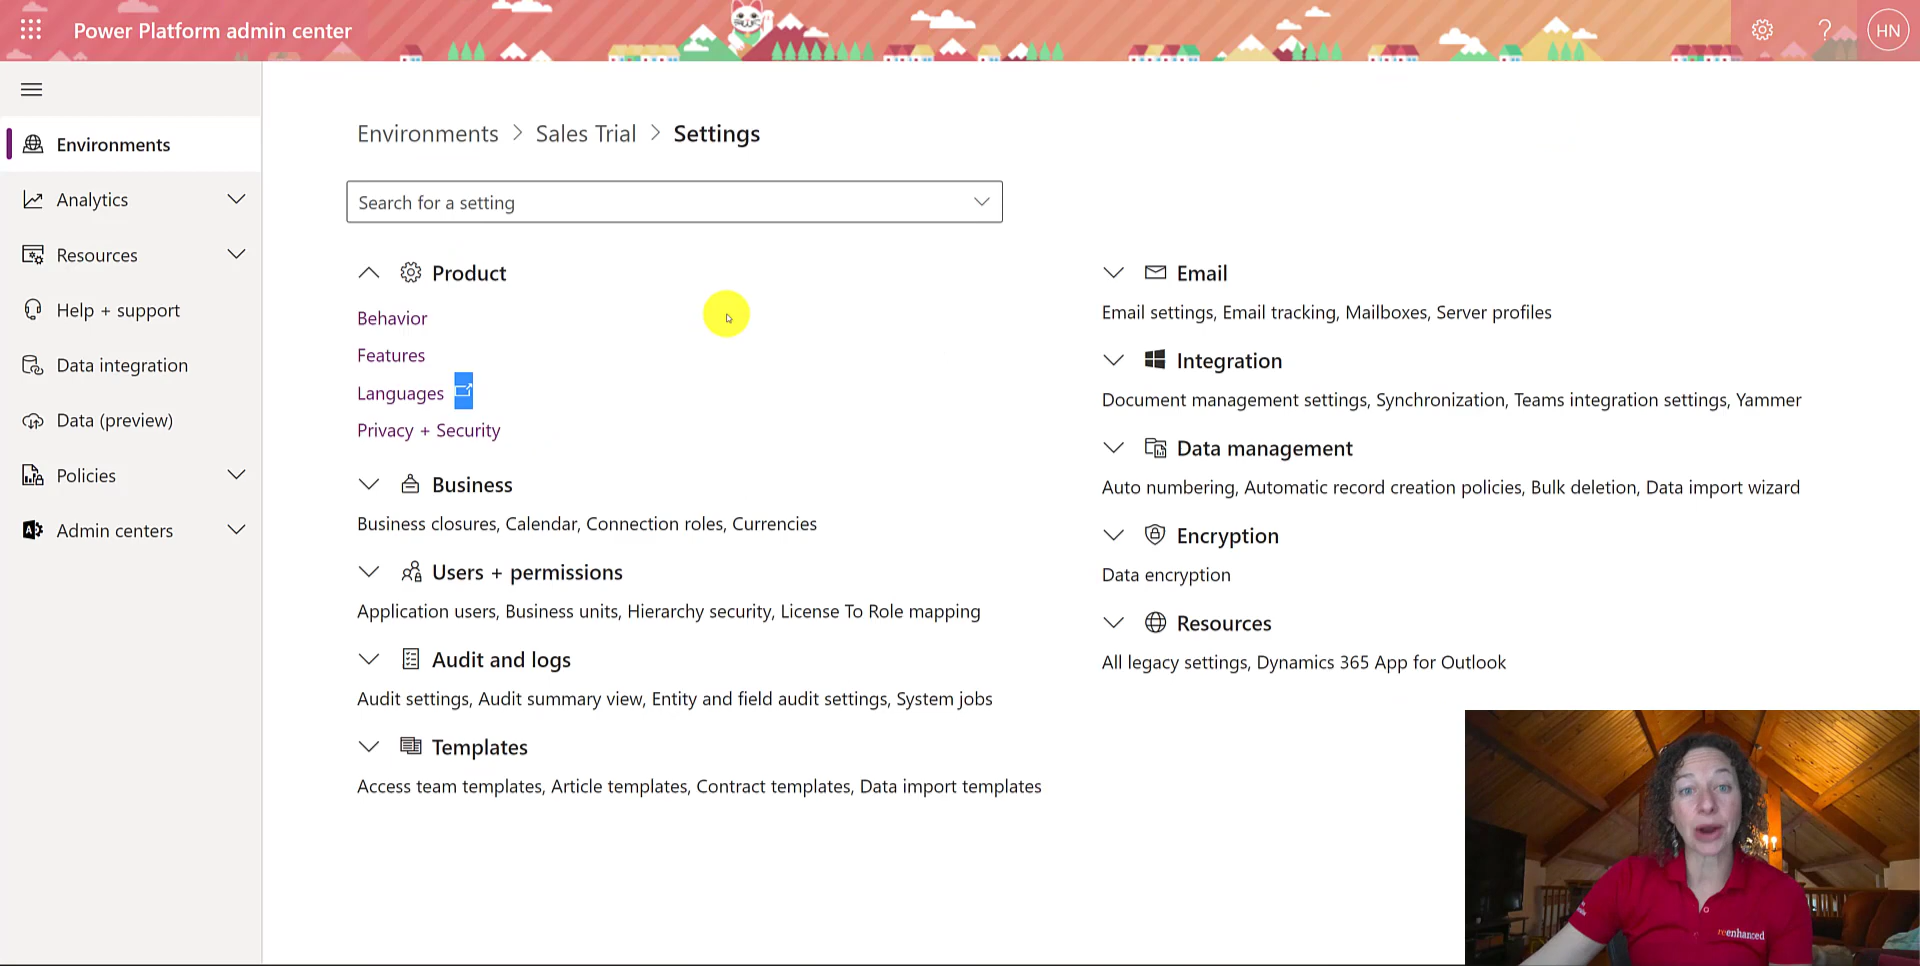 Power Platform admin center
?
HN
Environments
Analytics
Resources
Help + support
Data integration
Data (preview)
Policies
Admin centers
Environments > Sales Trial > Settings
Search for a setting
Product
Behavior
Features
Languages
Privacy + Security
Business
Business closures, Calendar, Connection roles, Currencies
Users + permissions
Application users, Business units, Hierarchy security, License To Role mapping
Audit and logs
Audit settings, Audit summary view, Entity and field audit settings, System jobs
Templates
Access team templates, Article templates, Contract templates, Data import templates
Email
Email settings, Email tracking, Mailboxes, Server profiles
Integration
Document management settings, Synchronization, Teams integration settings, Yammer
Data management
Auto numbering, Automatic record creation policies, Bulk deletion, Data import wizard
Encryption
Data encryption
Resources
All legacy settings, Dynamics 365 App for Outlook
reenhanced